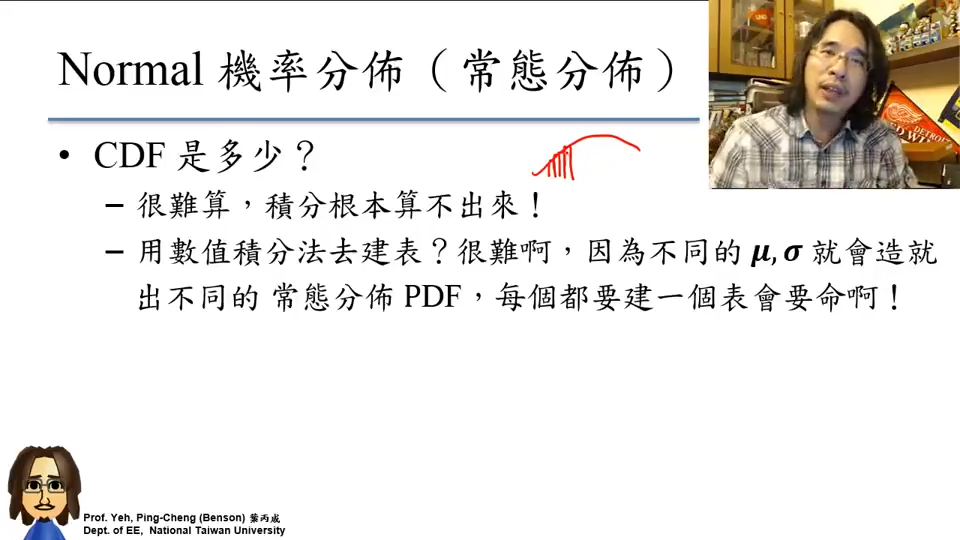 Normal 機率分佈（常態分佈）
• CDF 是多少？
– 很難算，積分根本算不出來！
– 用數值積分法去建表？很難啊，因為不同的 μ, σ 就會造就
出不同的 常態分佈 PDF，每個都要建一個表會要命啊！
DETROIT
RED WI
Prof. Yeh, Ping-Cheng (Benson) 葉丙成
Dept. of EE, National Taiwan University